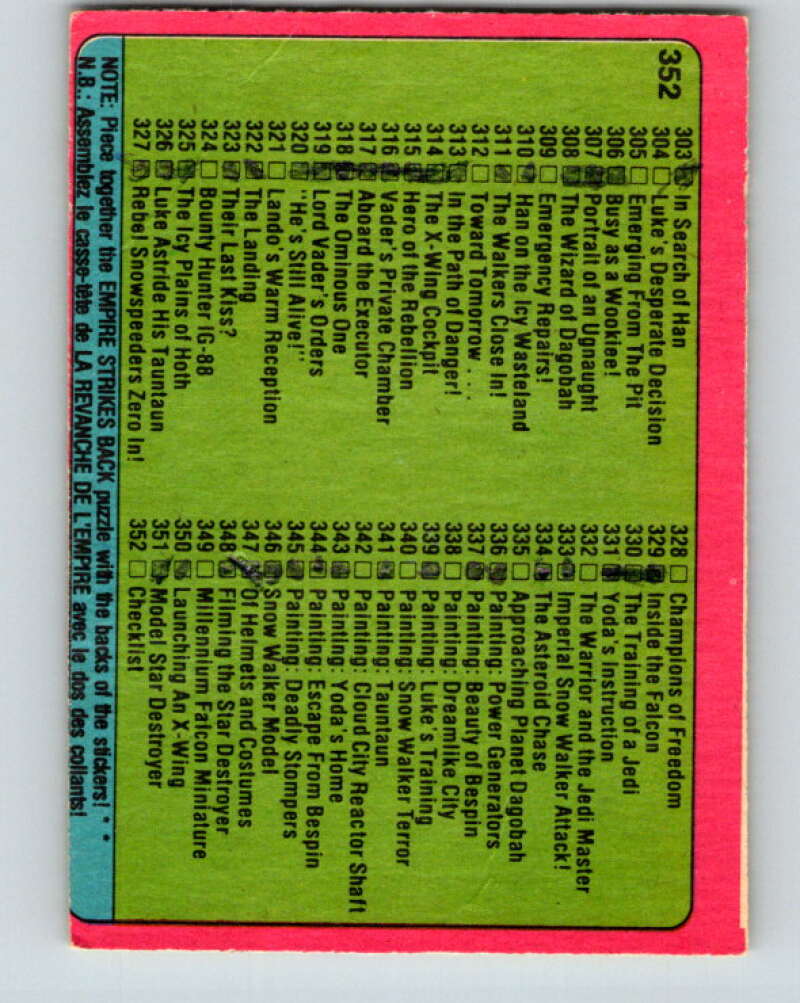 352
303 In Search of Han
304 Luke's Desperate Decision
305 Emerging From The Pit
306 Busy as a Wookiee!
307 Portrait of an Ugnaught
308 The Wizard of Dagobah
309 Emergency Repairs!
310 Han on the Icy Wasteland
311 The Walkers Close In!
312 Toward Tomorrow ....
313 In the Path of Danger!
314 The X-Wing Cockpit
315 Hero of the Rebellion
316 Vader's Private Chamber
317 Aboard the Executor
318 The Ominous One
319 Lord Vader's Orders
320 "He's Still Alive!"
321 Lando's Warm Reception
322 The Landing
323 Their Last Kiss?
324 Bounty Hunter IG-88
325 The Icy Plains of Hoth
326 Luke Astride His Tauntaun
327 Rebel Snowspeeders Zero In!
328 Champions of Freedom
329 Inside the Falcon
330 The Training of a Jedi
331 Yoda's Instruction
332 The Warrior and the Jedi Master
333 Imperial Snow Walker Attack!
334 The Asteroid Chase
335 Approaching Planet Dagobah
336 Painting: Power Generators
337 Painting: Beauty of Bespin
338 Painting: Dreamlike City
339 Painting: Luke's Training
340 Painting: Snow Walker Terror
341 Painting: Tauntaun
342 Painting: Cloud City Reactor Shaft
343 Painting: Yoda's Home
344 Painting: Escape From Bespin
345 Painting: Deadly Stompers
346 Snow Walker Model
347 Of Helmets and Costumes
348 Filming the Star Destroyer
349 Millennium Falcon Miniature
350 Launching An X-Wing
351 Model Star Destroyer
352 Checklist
NOTE: Piece together the EMPIRE STRIKES BACK puzzle with the backs of the stickers! * *
N.B.: Assemblez le casse-tête de LA REVANCHE DE L'EMPIRE avec le dos des collants!